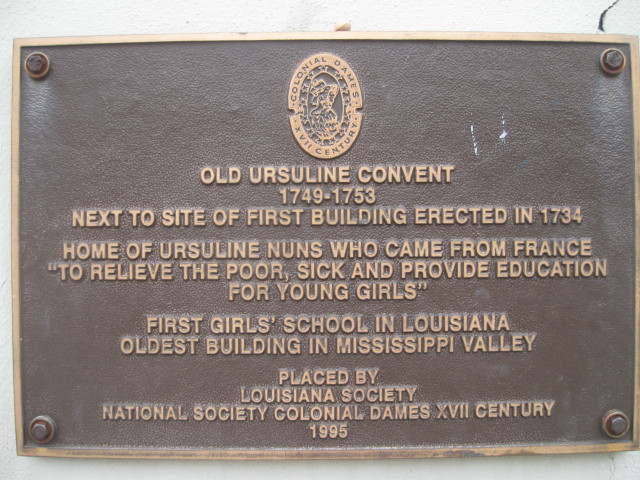 COLONIAL DAMES
XVII CENTURY
OLD URSULINE CONVENT
1749-1753
NEXT TO SITE OF FIRST BUILDING ERECTED IN 1734
HOME OF URSULINE NUNS WHO CAME FROM FRANCE
"TO RELIEVE THE POOR, SICK AND PROVIDE EDUCATION
FOR YOUNG GIRLS"
FIRST GIRLS' SCHOOL IN LOUISIANA
OLDEST BUILDING IN MISSISSIPPI VALLEY
PLACED BY
LOUISIANA SOCIETY
NATIONAL SOCIETY COLONIAL DAMES XVII CENTURY
1995